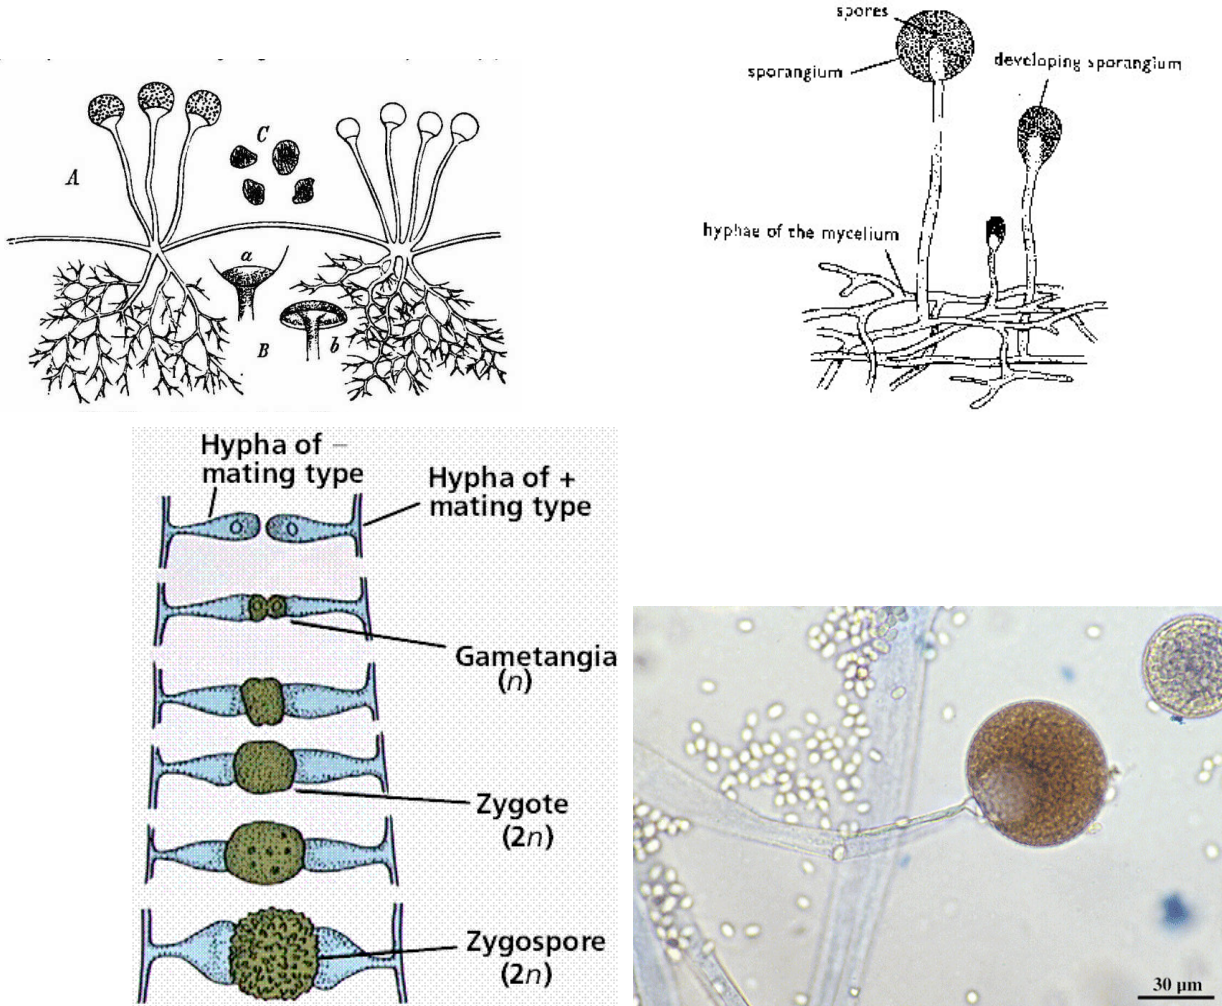 A
C
a
B
b
spores
sporangium
developing sporangium
hyphae of the mycelium
Hypha of –
mating type
Hypha of +
mating type
Gametangia
(n)
Zygote
(2n)
Zygospore
(2n)
30 µm